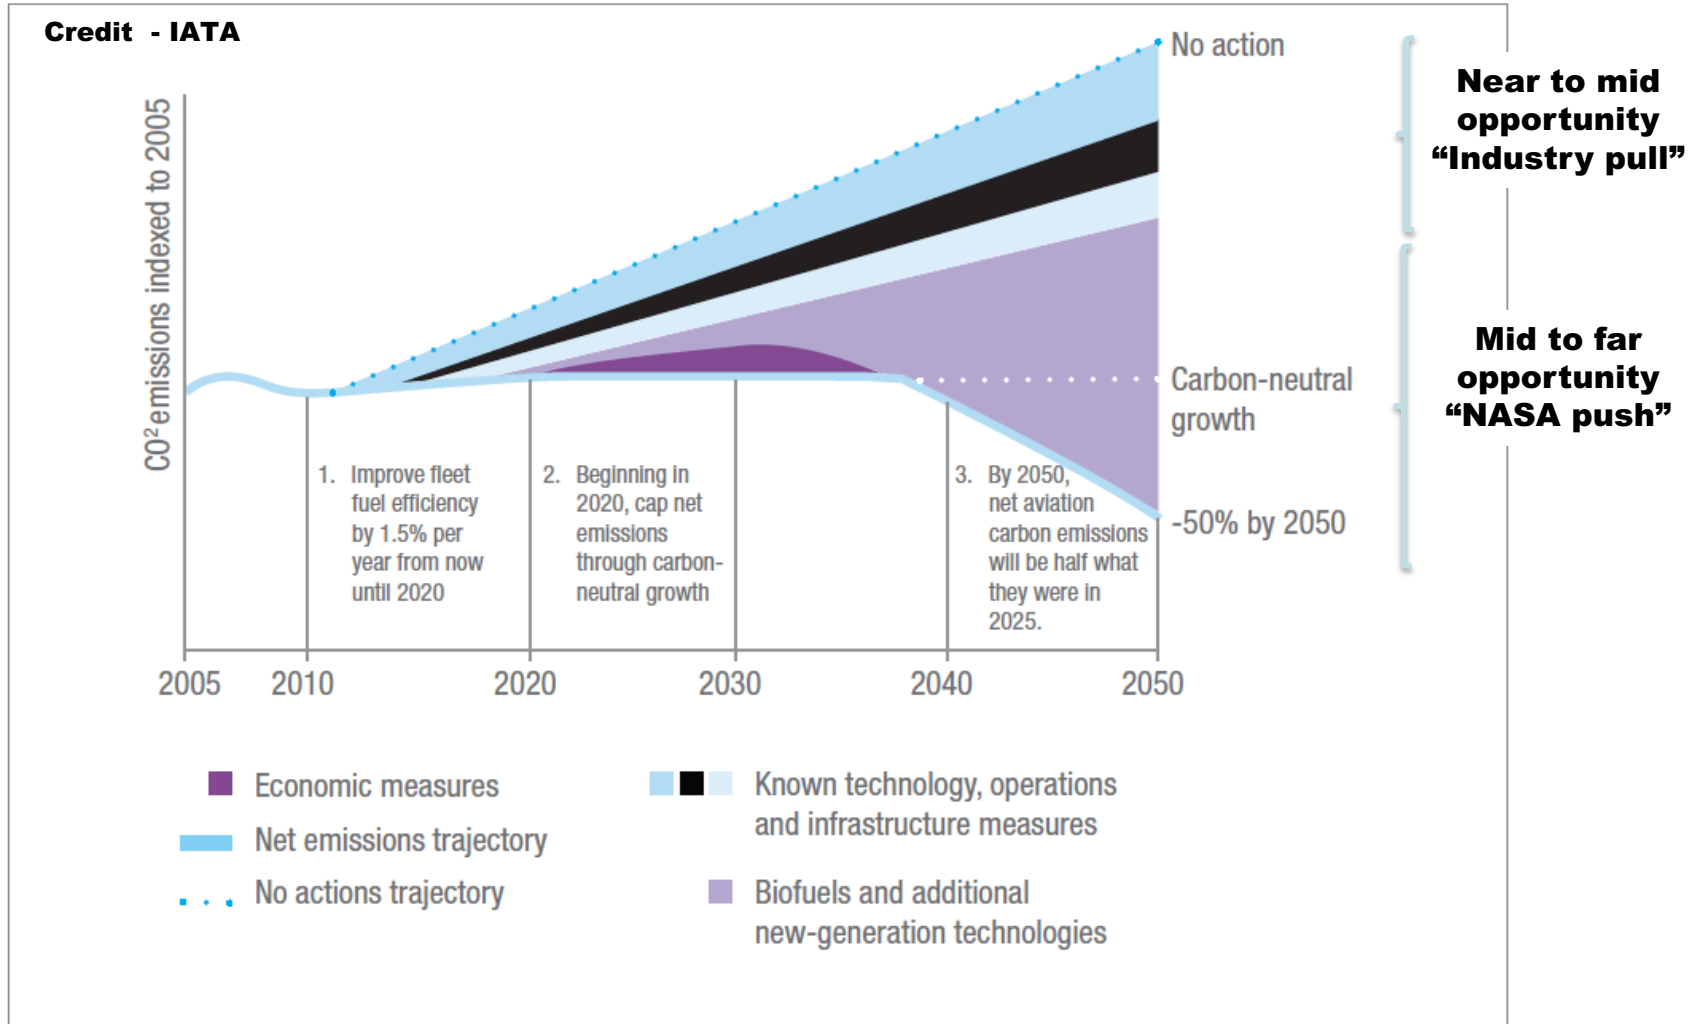 Credit - IATA
CO² emissions indexed to 2005
No action
Near to mid
opportunity
“Industry pull”
Carbon-neutral
growth
Mid to far
opportunity
“NASA push”
-50% by 2050
1. Improve fleet
fuel efficiency
by 1.5% per
year from now
until 2020
2. Beginning in
2020, cap net
emissions
through carbon-
neutral growth
3. By 2050,
net aviation
carbon emissions
will be half what
they were in
2025.
2005 2010 2020 2030 2040 2050
Economic measures
Net emissions trajectory
No actions trajectory
Known technology, operations
and infrastructure measures
Biofuels and additional
new-generation technologies